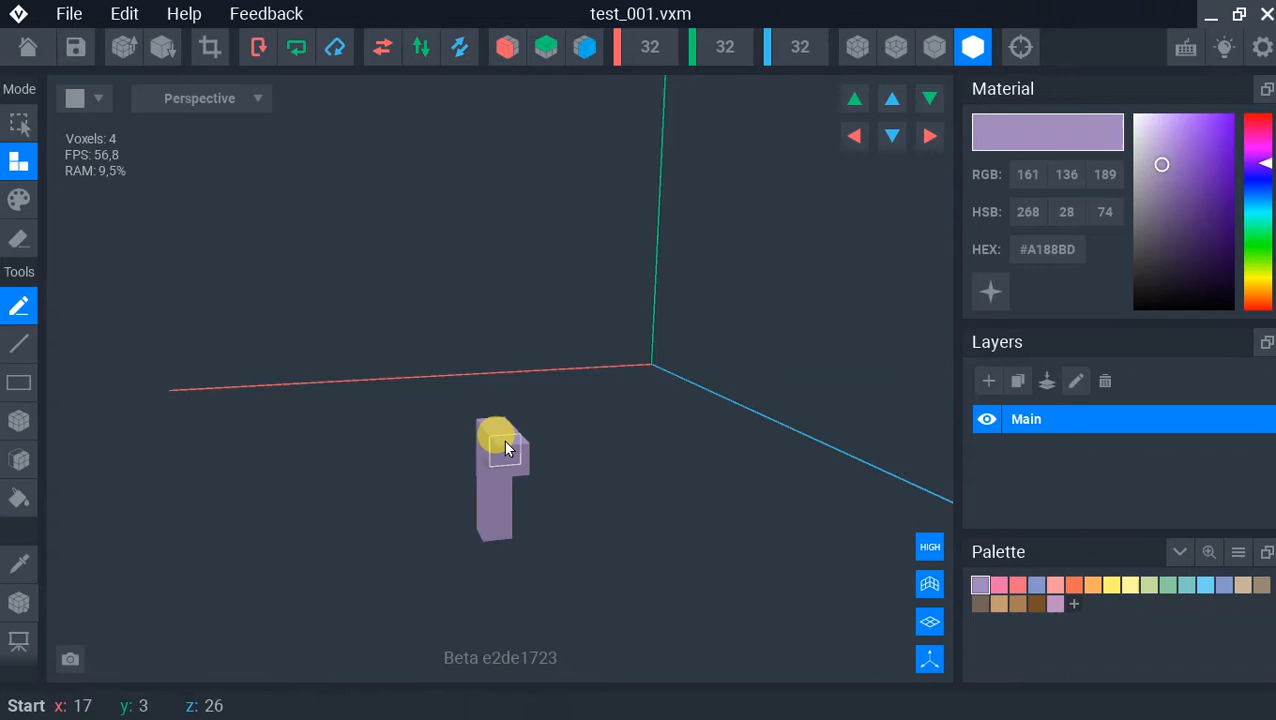 File Edit Help Feedback test_001.vxm
32 32 32
Mode
Perspective
Voxels: 4
FPS: 56,8
RAM: 9,5%
Tools
Material
RGB: 161 136 189
HSB: 268 28 74
HEX: #A188BD
Layers
Main
HIGH
Palette
Beta e2de1723
Start x: 17 y: 3 z: 26